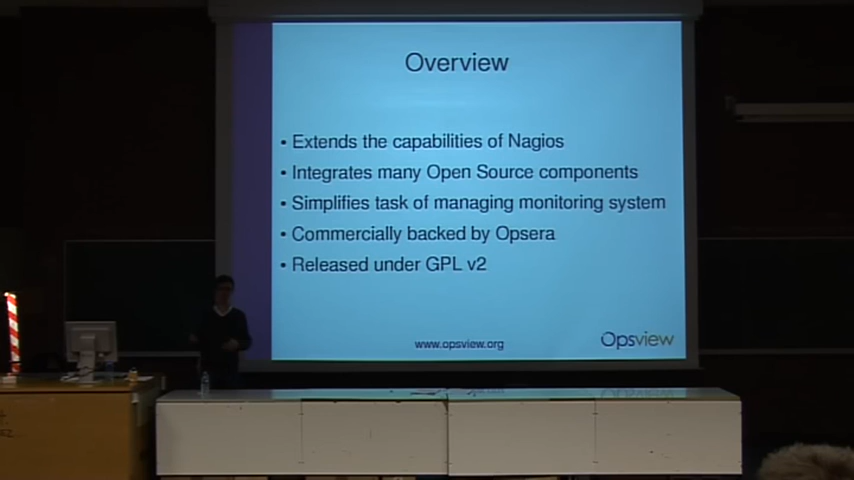 Overview
• Extends the capabilities of Nagios
• Integrates many Open Source components
• Simplifies task of managing monitoring system
• Commercially backed by Opsera
• Released under GPL v2
www.opsview.org
Opsview